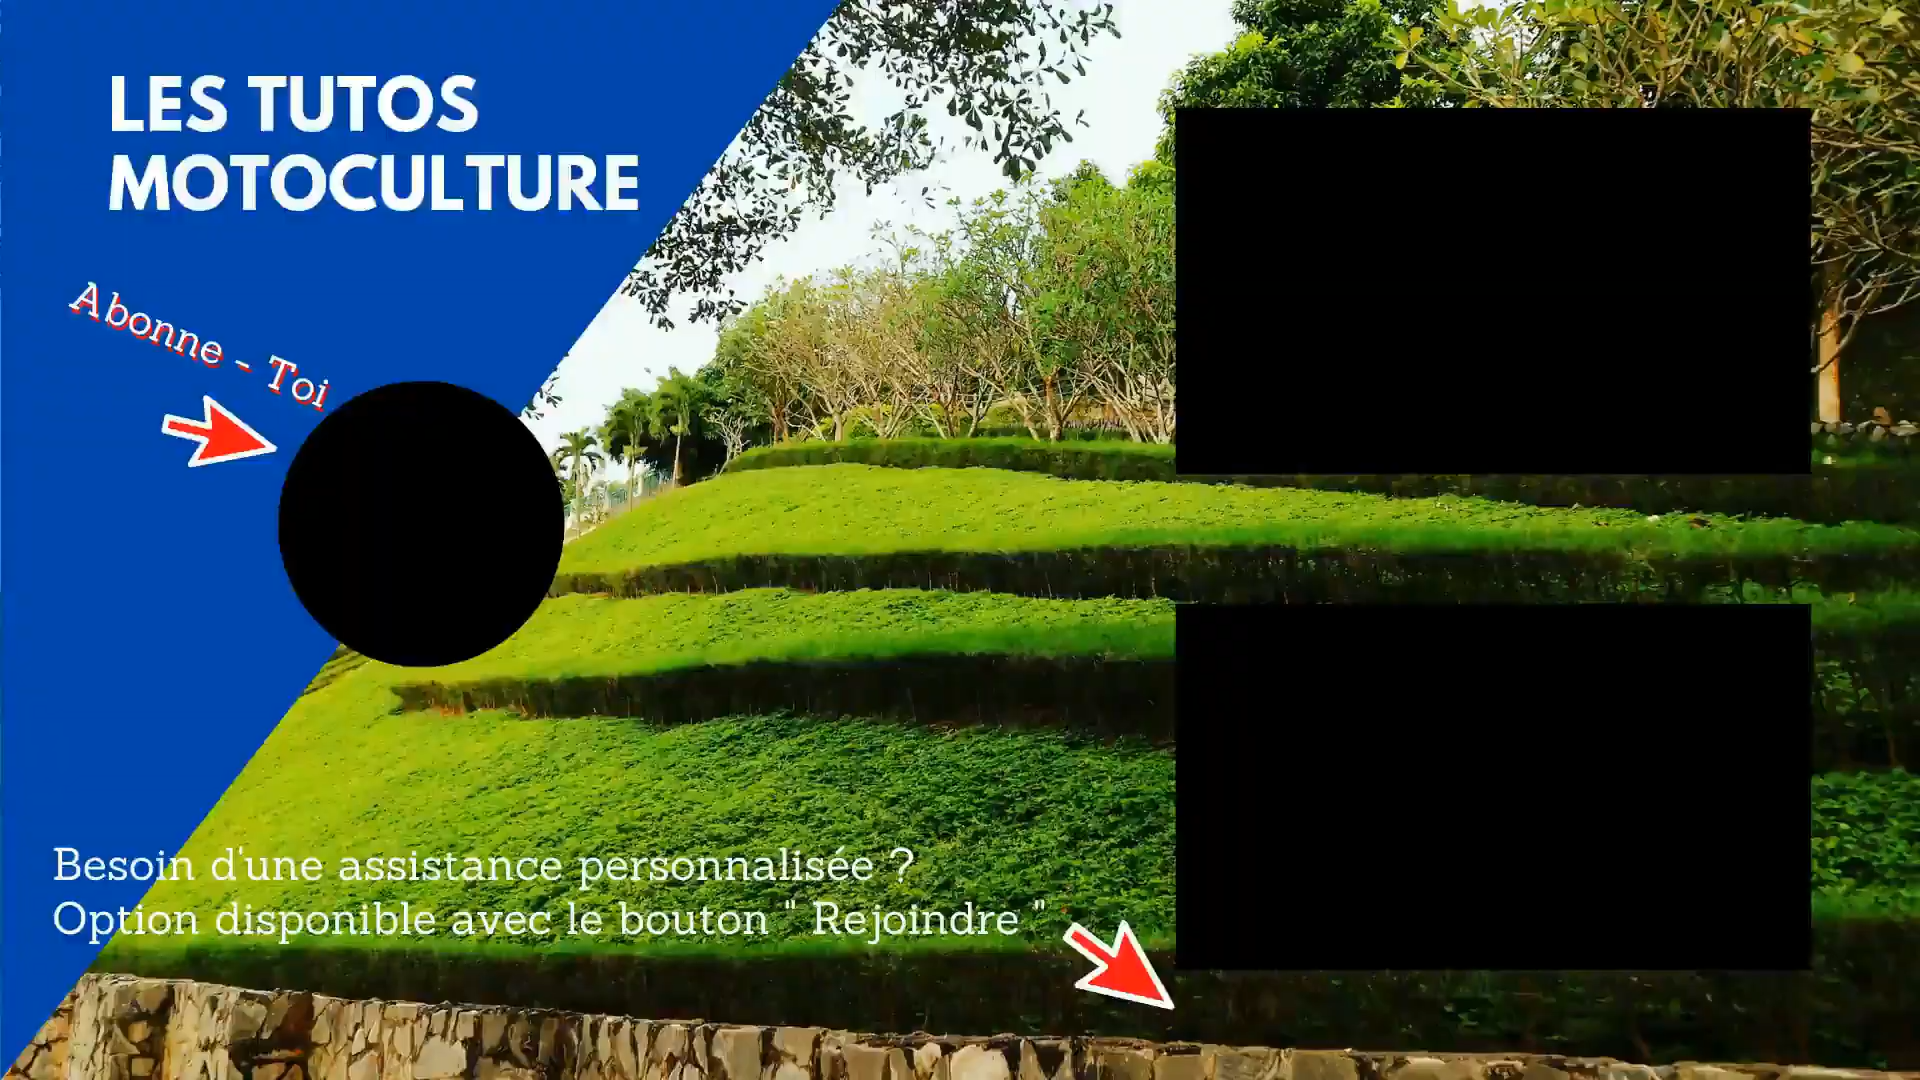 LES TUTOS
MOTOCULTURE
Abonne - Toi
Besoin d'une assistance personnalisée ?
Option disponible avec le bouton " Rejoindre "